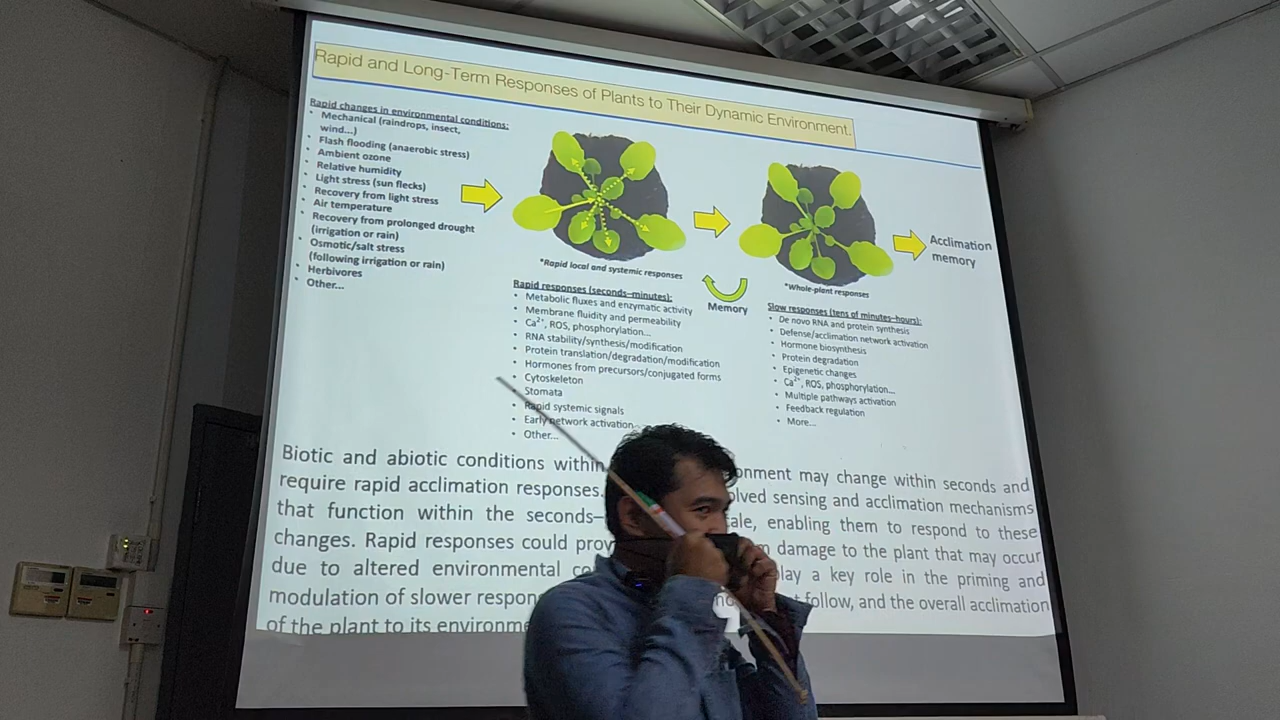 Rapid and Long-Term Responses of Plants to Their Dynamic Environment.
Rapid changes in environmental conditions:
• Mechanical (raindrops, insect,
wind...)
• Flash flooding (anaerobic stress)
• Ambient ozone
• Relative humidity
• Light stress (sun flecks)
• Recovery from light stress
• Air temperature
• Recovery from prolonged drought
(irrigation or rain)
• Osmotic/salt stress
(following irrigation or rain)
• Herbivores
• Other...
*Rapid local and systemic responses
Rapid responses (seconds–minutes):
• Metabolic fluxes and enzymatic activity
• Membrane fluidity and permeability
• Ca²⁺, ROS, phosphorylation...
• RNA stability/synthesis/modification
• Protein translation/degradation/modification
• Hormones from precursors/conjugated forms
• Cytoskeleton
• Stomata
• Rapid systemic signals
• Early network activation
• Other...
Memory
*Whole-plant responses
Slow responses (tens of minutes–hours):
• De novo RNA and protein synthesis
• Defense/acclimation network activation
• Hormone biosynthesis
• Protein degradation
• Epigenetic changes
• Ca²⁺, ROS, phosphorylation...
• Multiple pathways activation
• Feedback regulation
• More...
Acclimation
memory
Biotic and abiotic conditions within onment may change within seconds and
require rapid acclimation responses. olved sensing and acclimation mechanisms
that function within the seconds– ale, enabling them to respond to these
changes. Rapid responses could prov damage to the plant that may occur
due to altered environmental co lay a key role in the priming and
modulation of slower respon follow, and the overall acclimation
of the plant to its environme